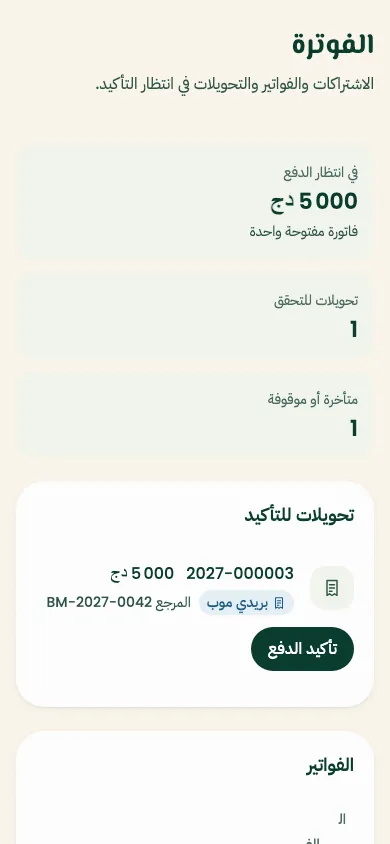 الفوترة
الاشتراكات والفواتير والتحويلات في انتظار التأكيد.
في انتظار الدفع
5 000 دج
فاتورة مفتوحة واحدة
تحويلات للتحقق
1
متأخرة أو موقوفة
1
تحويلات للتأكيد
2027-000003 5 000 دج
بريدي موب المرجع BM-2027-0042
تأكيد الدفع
الفواتير